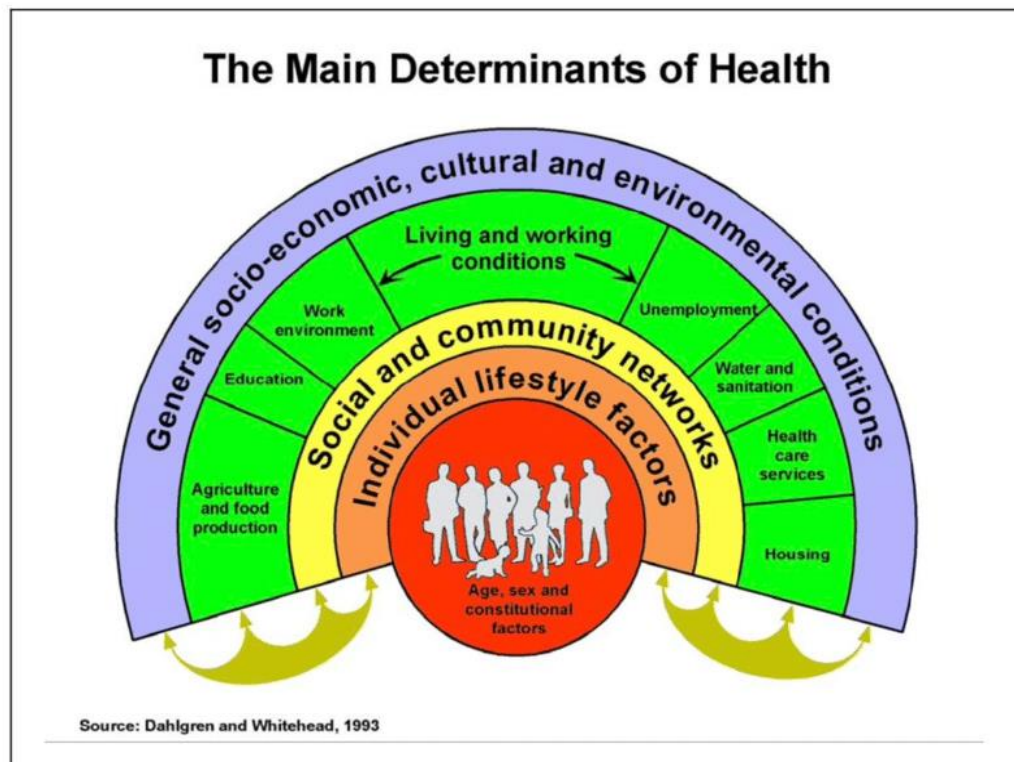 The Main Determinants of Health
General socio-economic, cultural and environmental conditions
Living and working
conditions
Work
environment
Unemployment
Education
Water and
sanitation
Social and community networks
Individual lifestyle factors
Agriculture
and food
production
Health
care
services
Housing
Age, sex and
constitutional
factors
Source: Dahlgren and Whitehead, 1993